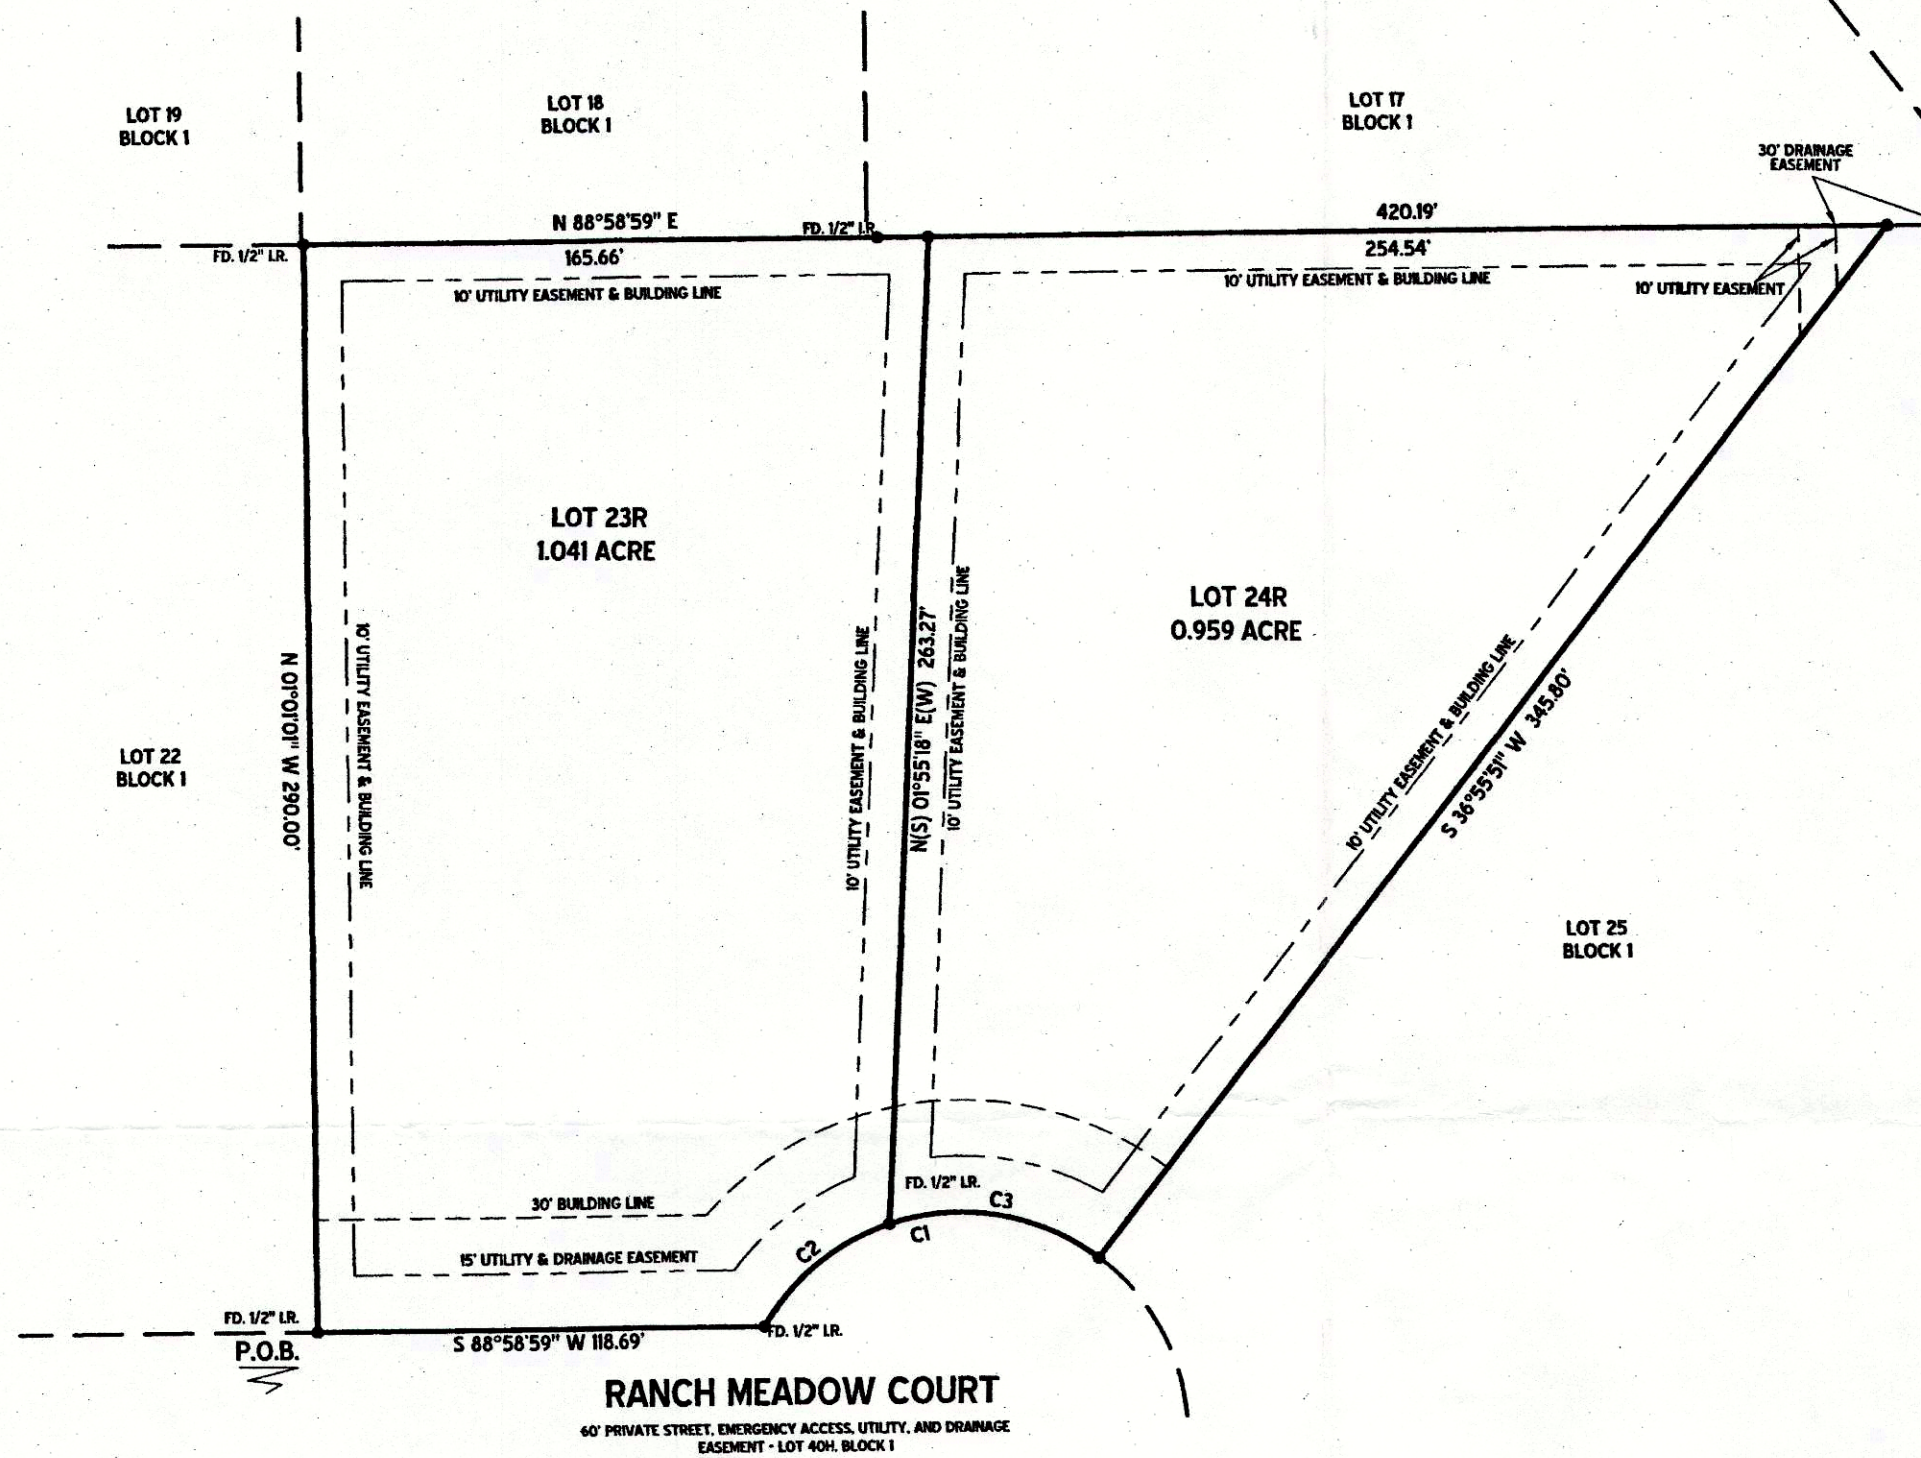 LOT 19
BLOCK 1
LOT 18
BLOCK 1
LOT 17
BLOCK 1
30' DRAINAGE
EASEMENT
N 88°58'59" E
FD. 1/2" I.R.
420.19'
FD. 1/2" I.R.
165.66'
254.54'
10' UTILITY EASEMENT & BUILDING LINE
10' UTILITY EASEMENT & BUILDING LINE
10' UTILITY EASEMENT
LOT 23R
1.041 ACRE
LOT 24R
0.959 ACRE
N 01°01'01" W 290.00'
10' UTILITY EASEMENT & BUILDING LINE
10' UTILITY EASEMENT & BUILDING LINE
N(S) 01°55'18" E(W) 263.27'
10' UTILITY EASEMENT & BUILDING LINE
10' UTILITY EASEMENT & BUILDING LINE
S 36°55'51" W 345.80'
LOT 22
BLOCK 1
LOT 25
BLOCK 1
FD. 1/2" I.R.
30' BUILDING LINE
C3
C1
C2
15' UTILITY & DRAINAGE EASEMENT
FD. 1/2" I.R.
P.O.B.
S 88°58'59" W 118.69'
FD. 1/2" I.R.
RANCH MEADOW COURT
60' PRIVATE STREET, EMERGENCY ACCESS, UTILITY, AND DRAINAGE
EASEMENT - LOT 40H, BLOCK 1